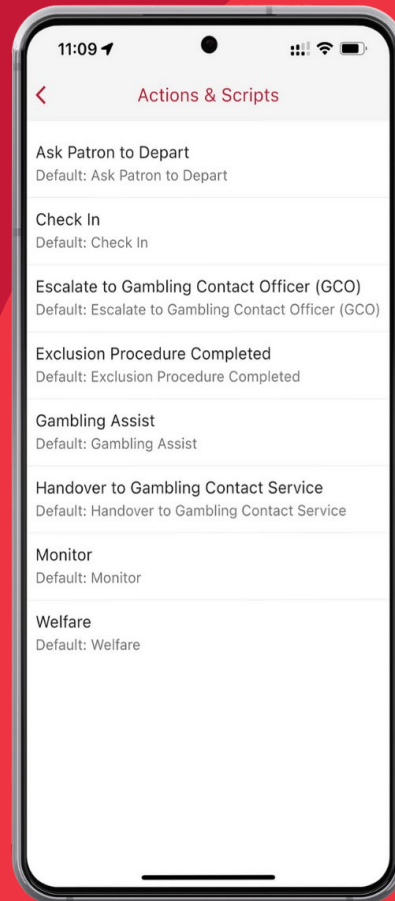 11:09
Actions & Scripts
Ask Patron to Depart
Default: Ask Patron to Depart
Check In
Default: Check In
Escalate to Gambling Contact Officer (GCO)
Default: Escalate to Gambling Contact Officer (GCO)
Exclusion Procedure Completed
Default: Exclusion Procedure Completed
Gambling Assist
Default: Gambling Assist
Handover to Gambling Contact Service
Default: Handover to Gambling Contact Service
Monitor
Default: Monitor
Welfare
Default: Welfare